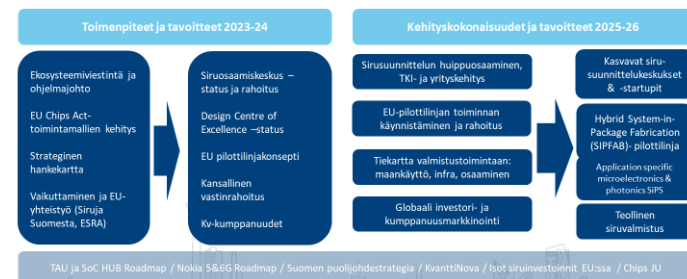 Toimenpiteet ja tavoitteet 2023-24
Ekosysteemiviestintä ja
ohjelmajohto
EU Chips Act-
toimintamallien kehitys
Strateginen
hankekartta
Vaikuttaminen ja EU-
yhteistyö (Siruja
Suomesta, ESRA)
Siruosaamiskeskus –
status ja rahoitus
Design Centre of
Excellence –status
EU pilottilinjakonsepti
Kansallinen
vastinrahoitus
Kv-kumppanuudet
Kehityskokonaisuudet ja tavoitteet 2025-26
Sirusuunnittelun huippuosaaminen,
TKI- ja yrityskehitys
EU-pilottilinjan toiminnan
käynnistäminen ja rahoitus
Tiekartta valmistustoimintaan:
maankäyttö, infra, osaaminen
Globaali investori- ja
kumppanuusmarkkinointi
Kasvavat siru-
suunnittelukeskukset
& -startupit
Hybrid System-in-
Package Fabrication
(SIPFAB)- pilottilinja
Application specific
microelectronics &
photonics SiPS
Teollinen
siruvalmistus
TAU ja SoC HUB Roadmap / Nokia 5&6G Roadmap / Suomen puolijohdestrategia / KvanttiNova / Isot siruinvestoinnit EU:ssa / Chips JU